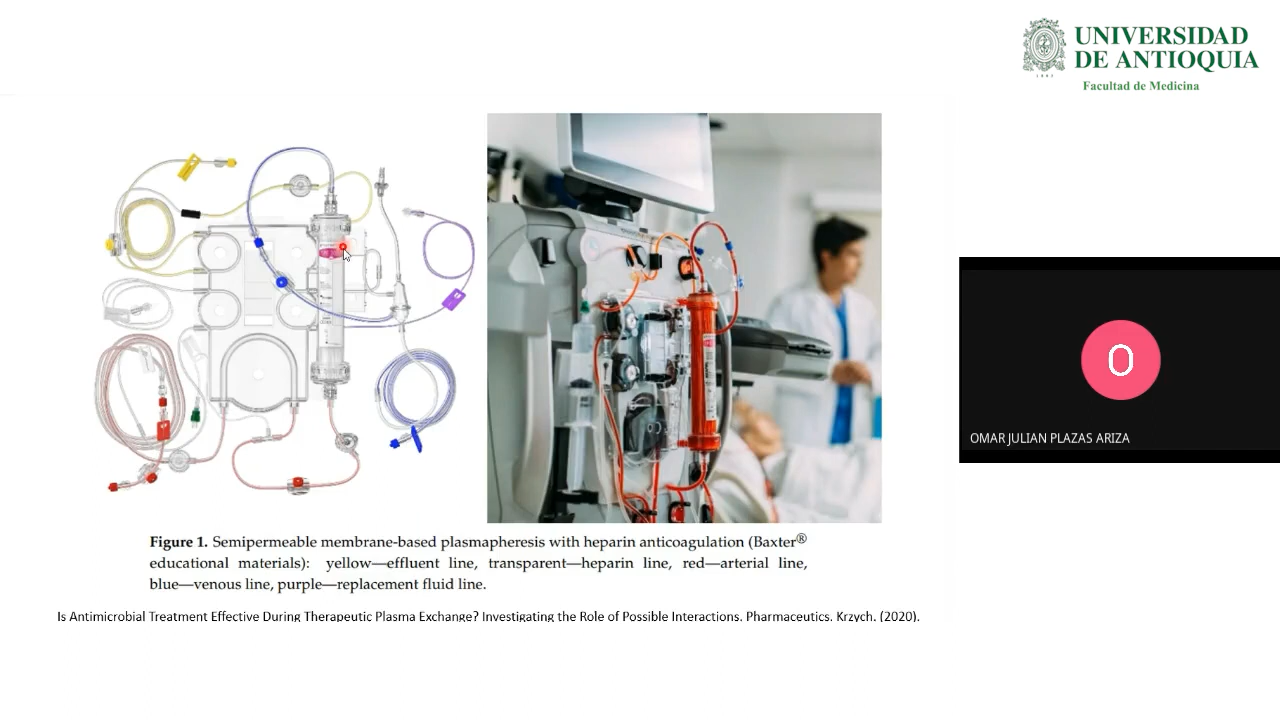 UNIVERSIDAD
DE ANTIOQUIA
1803
Facultad de Medicina
Figure 1. Semipermeable membrane-based plasmapheresis with heparin anticoagulation (Baxter®
educational materials): yellow—effluent line, transparent—heparin line, red—arterial line,
blue—venous line, purple—replacement fluid line.
Is Antimicrobial Treatment Effective During Therapeutic Plasma Exchange? Investigating the Role of Possible Interactions. Pharmaceutics. Krzych. (2020).
O
OMAR JULIAN PLAZAS ARIZA